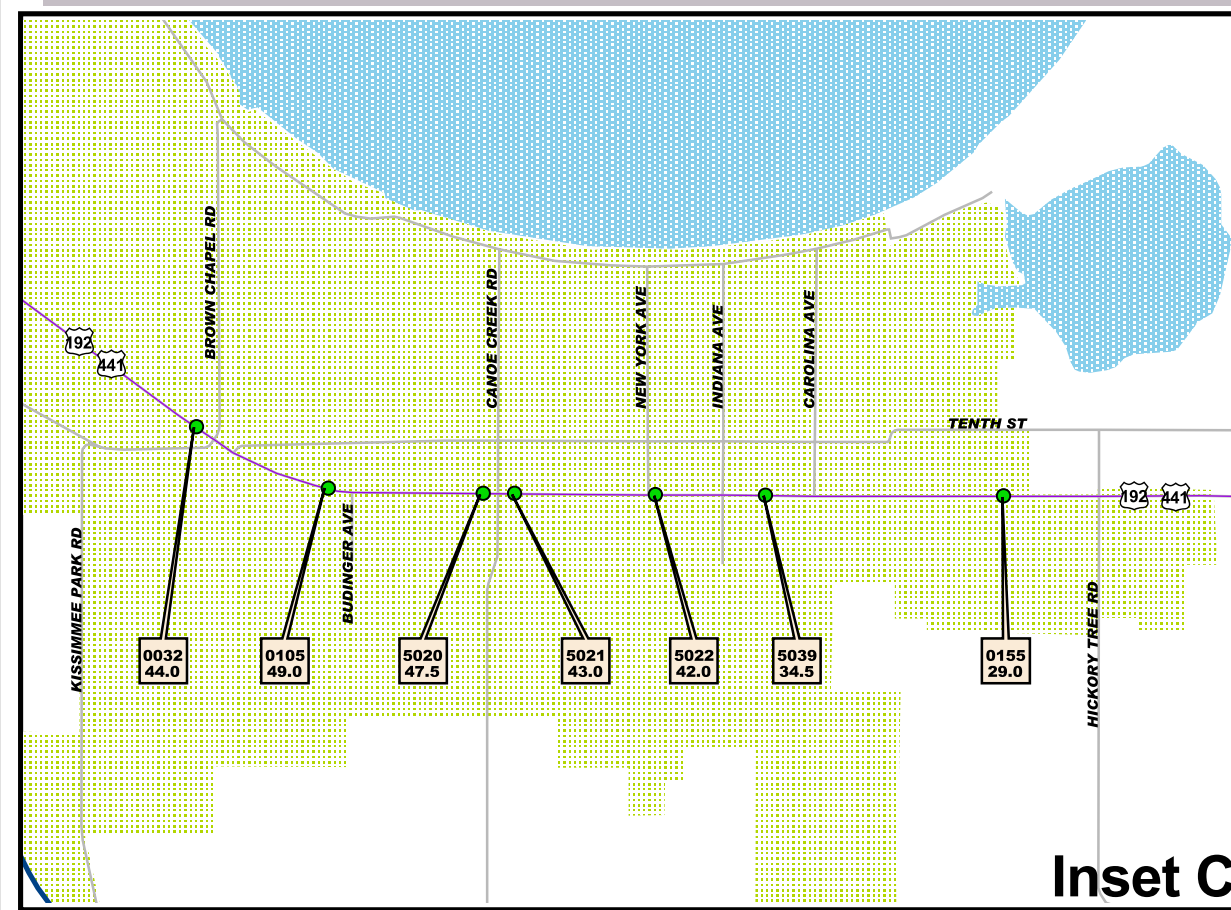 BROWN CHAPEL RD
CANOE CREEK RD
NEW YORK AVE
INDIANA AVE
CAROLINA AVE
192
441
TENTH ST
192
441
KISSIMMEE PARK RD
BUDINGER AVE
HICKORY TREE RD
0032
44.0
0105
49.0
5020
47.5
5021
43.0
5022
42.0
5039
34.5
0155
29.0
Inset C